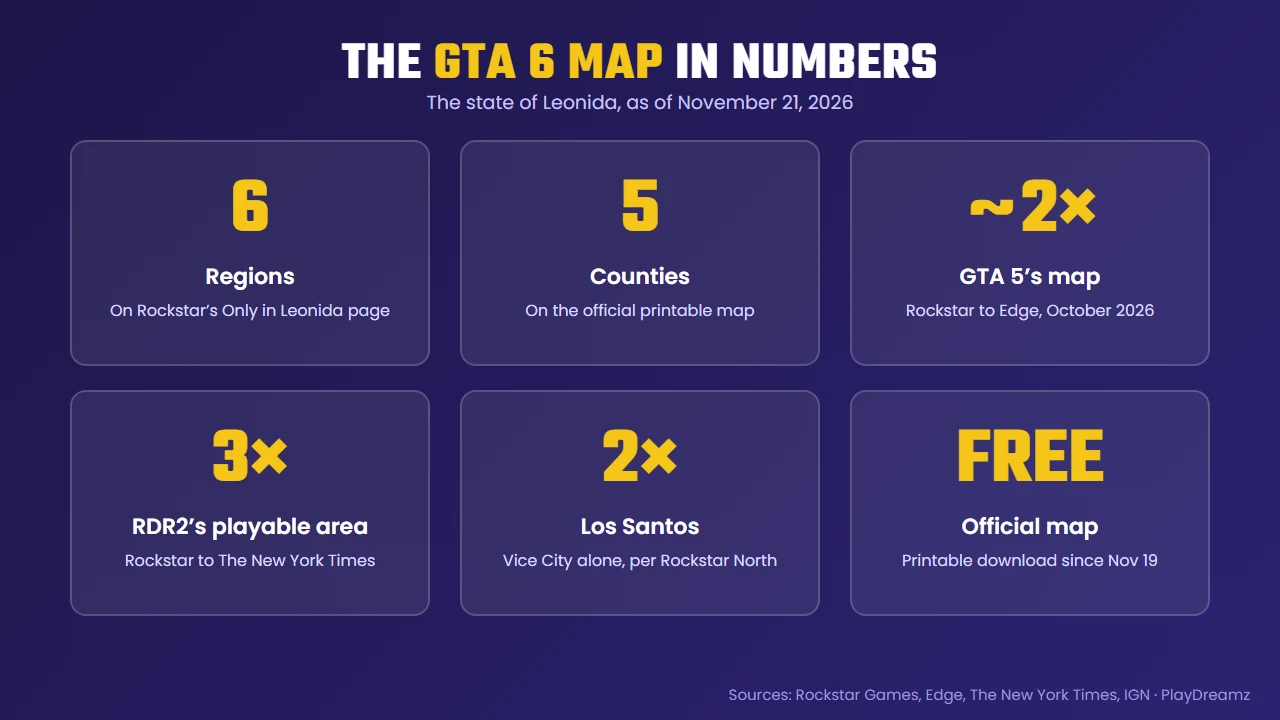 THE GTA 6 MAP IN NUMBERS
The state of Leonida, as of November 21, 2026
6
Regions
On Rockstar’s Only in Leonida page
5
Counties
On the official printable map
~2×
GTA 5’s map
Rockstar to Edge, October 2026
3×
RDR2’s playable area
Rockstar to The New York Times
2×
Los Santos
Vice City alone, per Rockstar North
FREE
Official map
Printable download since Nov 19
Sources: Rockstar Games, Edge, The New York Times, IGN · PlayDreamz